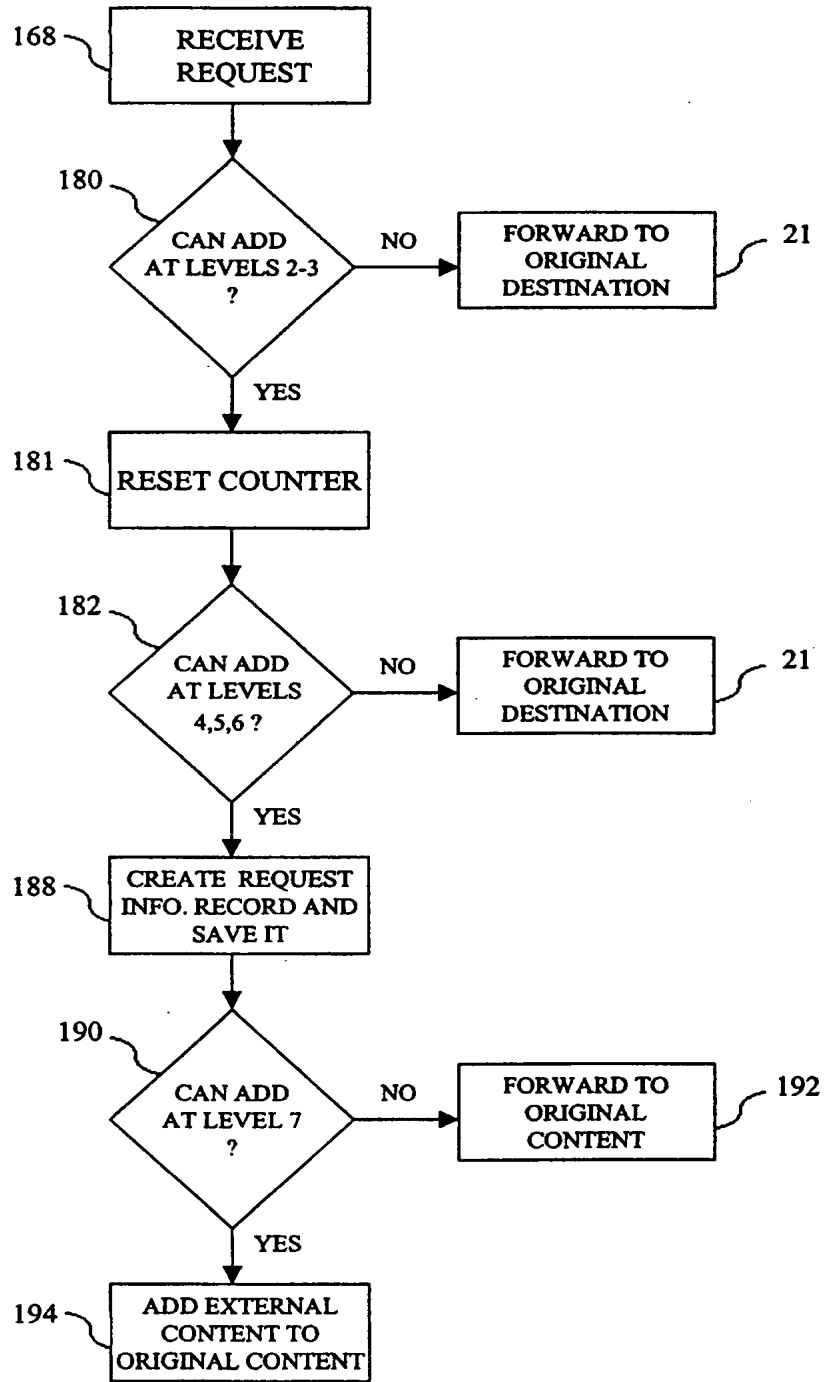 168
RECEIVE
REQUEST
180
CAN ADD
AT LEVELS 2-3
?
NO
FORWARD TO
ORIGINAL
DESTINATION
21
YES
181
RESET COUNTER
182
CAN ADD
AT LEVELS
4,5,6 ?
NO
FORWARD TO
ORIGINAL
DESTINATION
21
YES
188
CREATE REQUEST
INFO. RECORD AND
SAVE IT
190
CAN ADD
AT LEVEL 7
?
NO
FORWARD TO
ORIGINAL
CONTENT
192
YES
194
ADD EXTERNAL
CONTENT TO
ORIGINAL CONTENT